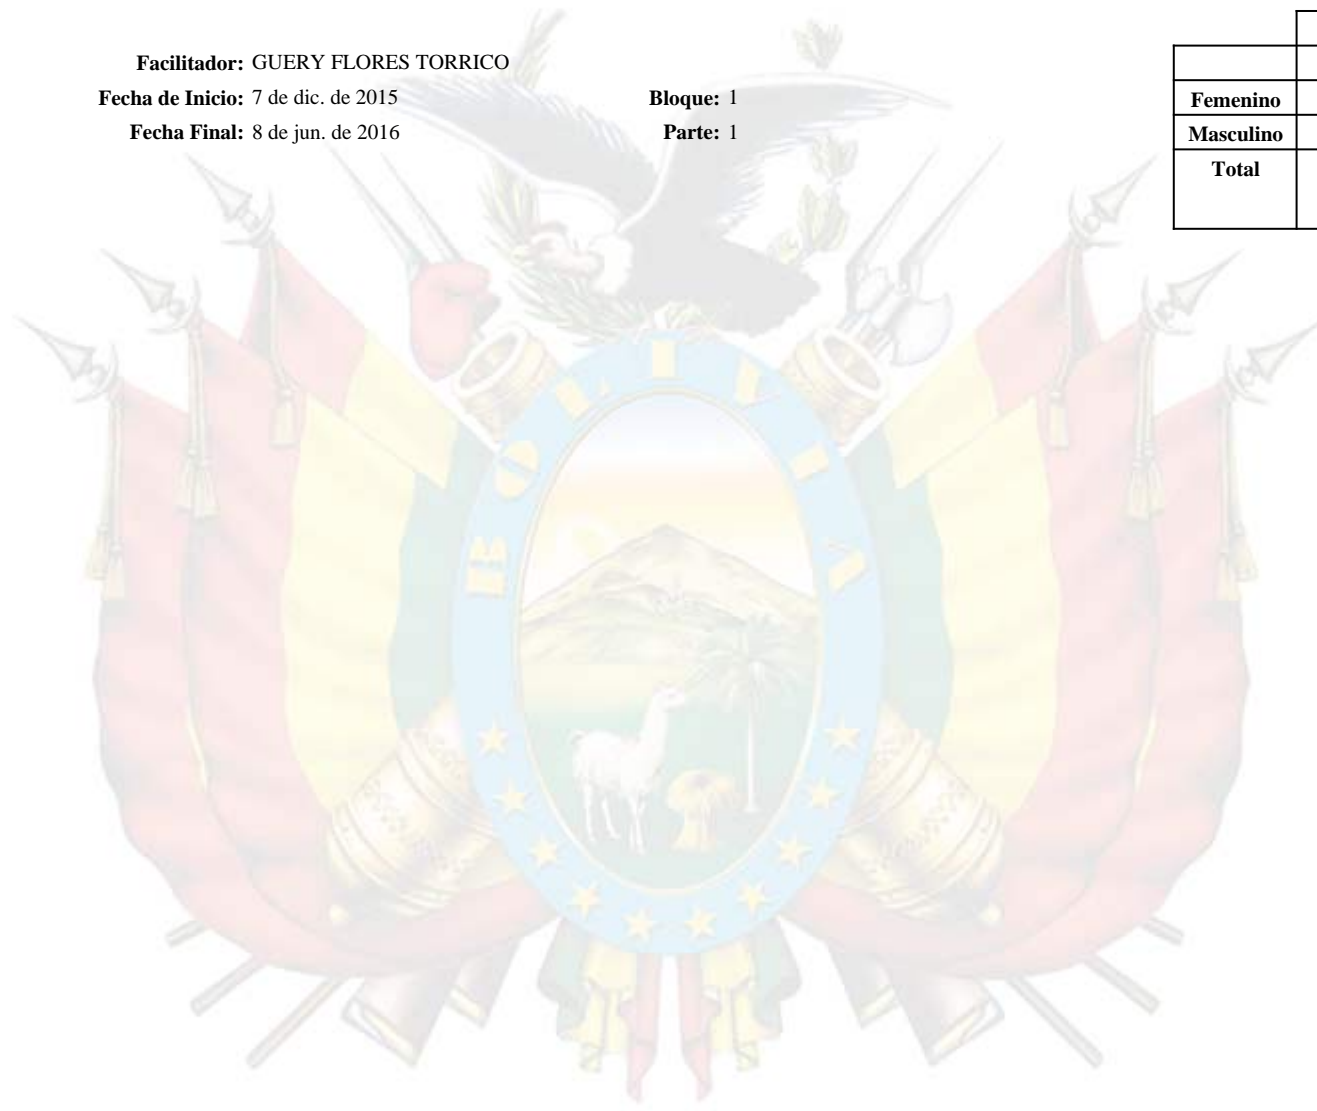 Facilitador: GUERY FLORES TORRICO
Fecha de Inicio: 7 de dic. de 2015 Bloque: 1
Fecha Final: 8 de jun. de 2016 Parte: 1
Femenino
Masculino
Total
BOLIVIA